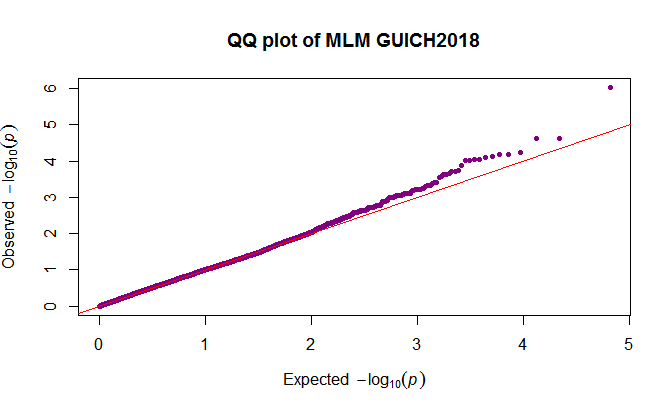 QQ plot of MLM GUICH2018
Observed −log₁₀(p)
6
5
4
3
2
1
0
0 1 2 3 4 5
Expected −log₁₀(p)